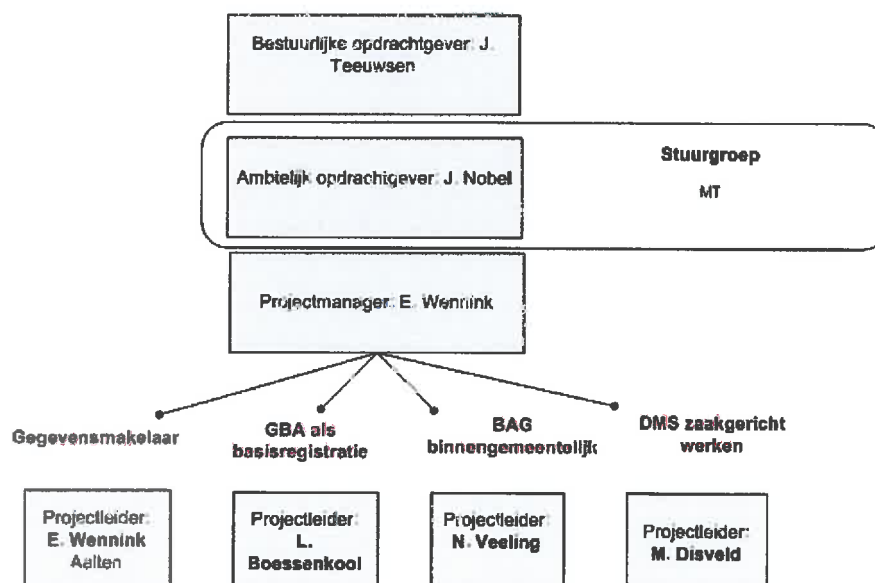 Bestuurlijke opdrachtgever: J.
Teeuwsen
Stuurgroep
Ambtelijk opdrachtgever: J. Nobel
MT
Projectmanager: E. Wennink
Gegevensmakelaar
GBA als
basisregistratie
BAG
binnengemeentelijk
DMS zaakgericht
werken
Projectleider:
E. Wennink
Aalten
Projectleider:
L.
Boessenkool
Projectleider:
N. Veeling
Projectleider:
M. Disveld